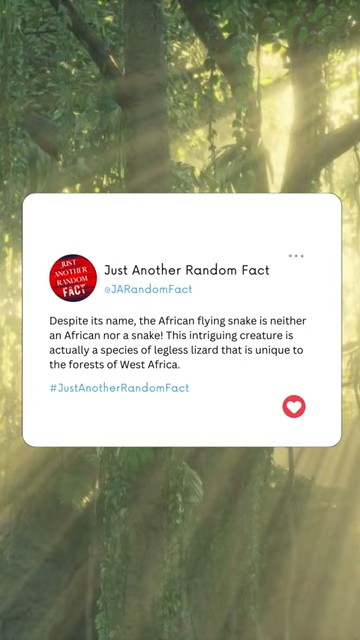 JUST
ANOTHER
RANDOM
FACT
Just Another Random Fact
@JARandomFact
Despite its name, the African flying snake is neither
an African nor a snake! This intriguing creature is
actually a species of legless lizard that is unique to
the forests of West Africa.
#JustAnotherRandomFact